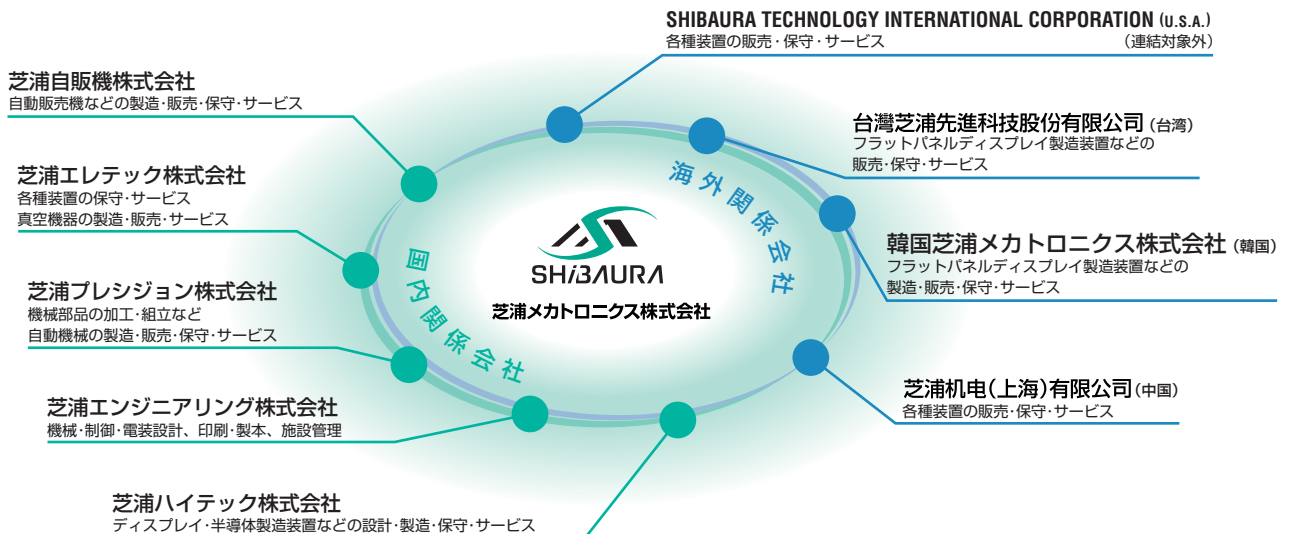 SHIBAURA TECHNOLOGY INTERNATIONAL CORPORATION (U.S.A.)
各種装置の販売・保守・サービス (連結対象外)
芝浦自販機株式会社
自動販売機などの製造・販売・保守・サービス
台灣芝浦先進科技股份有限公司 (台湾)
フラットパネルディスプレイ製造装置などの
販売・保守・サービス
芝浦エレテック株式会社
各種装置の保守・サービス
真空機器の製造・販売・サービス
海外関係会社
韓国芝浦メカトロニクス株式会社 (韓国)
フラットパネルディスプレイ製造装置などの
製造・販売・保守・サービス
SHiBAURA
芝浦メカトロニクス株式会社
国内関係会社
芝浦プレシジョン株式会社
機械部品の加工・組立など
自動機械の製造・販売・保守・サービス
芝浦机电(上海)有限公司(中国)
各種装置の販売・保守・サービス
芝浦エンジニアリング株式会社
機械・制御・電装設計、印刷・製本、施設管理
芝浦ハイテック株式会社
ディスプレイ・半導体製造装置などの設計・製造・保守・サービス